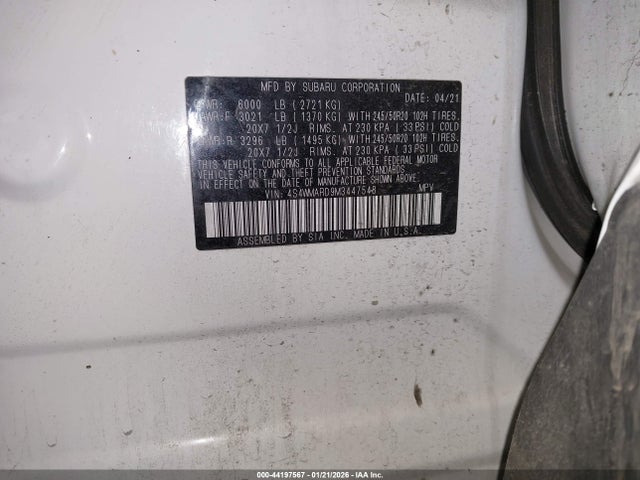 MFD BY SUBARU CORPORATION
DATE: 04/21
6000 LB ( 2721 KG)
3021 LB ( 1370 KG) WITH 245/50R20 102H TIRES.
20X7 1/2J RIMS. AT 230 KPA ( 33 PSI) COLD
3296 LB ( 1495 KG) WITH 245/50R20 102H TIRES.
20X7 1/2J RIMS. AT 230 KPA ( 33 PSI) COLD
THIS VEHICLE CONFORMS TO ALL APPLICABLE FEDERAL MOTOR
VEHICLE SAFETY AND THEFT PREVENTION STANDARDS
IN EFFECT ON THE DATE OF MANUFACTURE SHOWN ABOVE.
VIN: 4S4WMARD9M3447548 MPV
ASSEMBLED BY SIA INC. IN U.S.A.
000-44197567 - 01/21/2026 - IAA Inc.